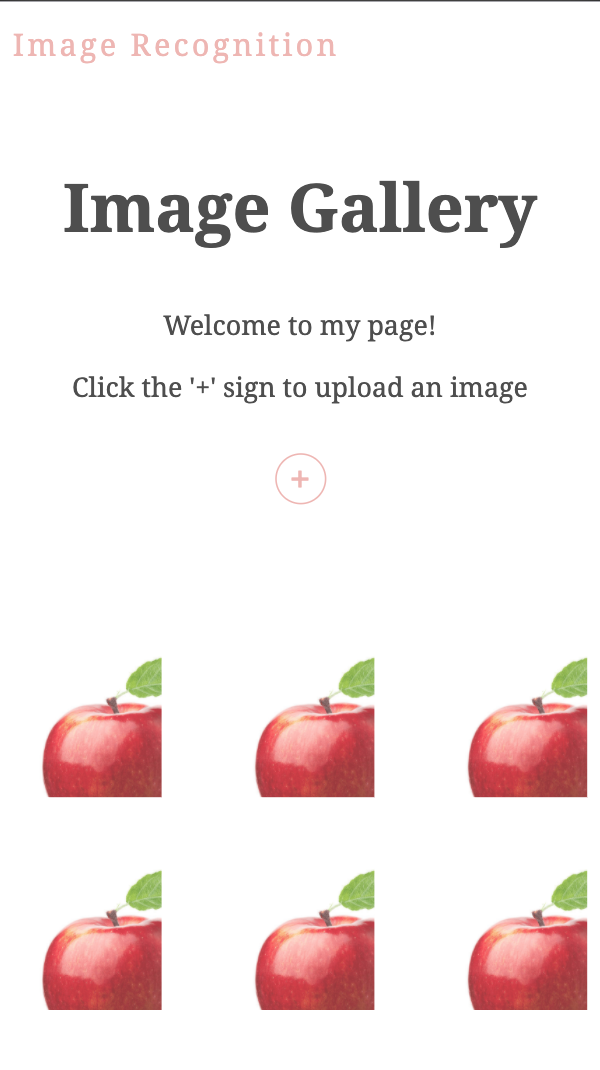 Image Recognition
Image Gallery
Welcome to my page!
Click the '+' sign to upload an image
+